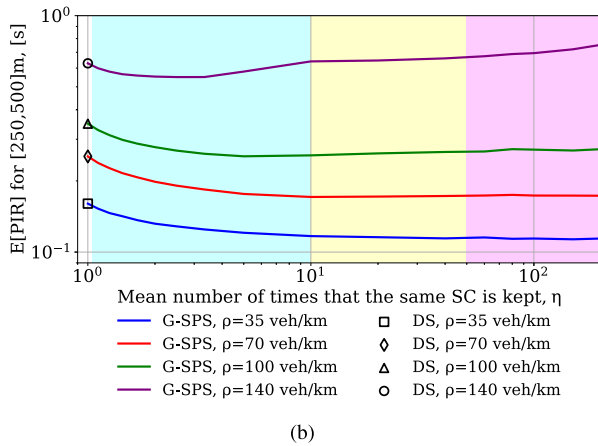 E[PIR] for [250,500]m, [s]
10⁰
10⁻¹
10⁰ 10¹ 10²
Mean number of times that the same SC is kept, η
G-SPS, ρ=35 veh/km DS, ρ=35 veh/km
G-SPS, ρ=70 veh/km DS, ρ=70 veh/km
G-SPS, ρ=100 veh/km DS, ρ=100 veh/km
G-SPS, ρ=140 veh/km DS, ρ=140 veh/km
(b)